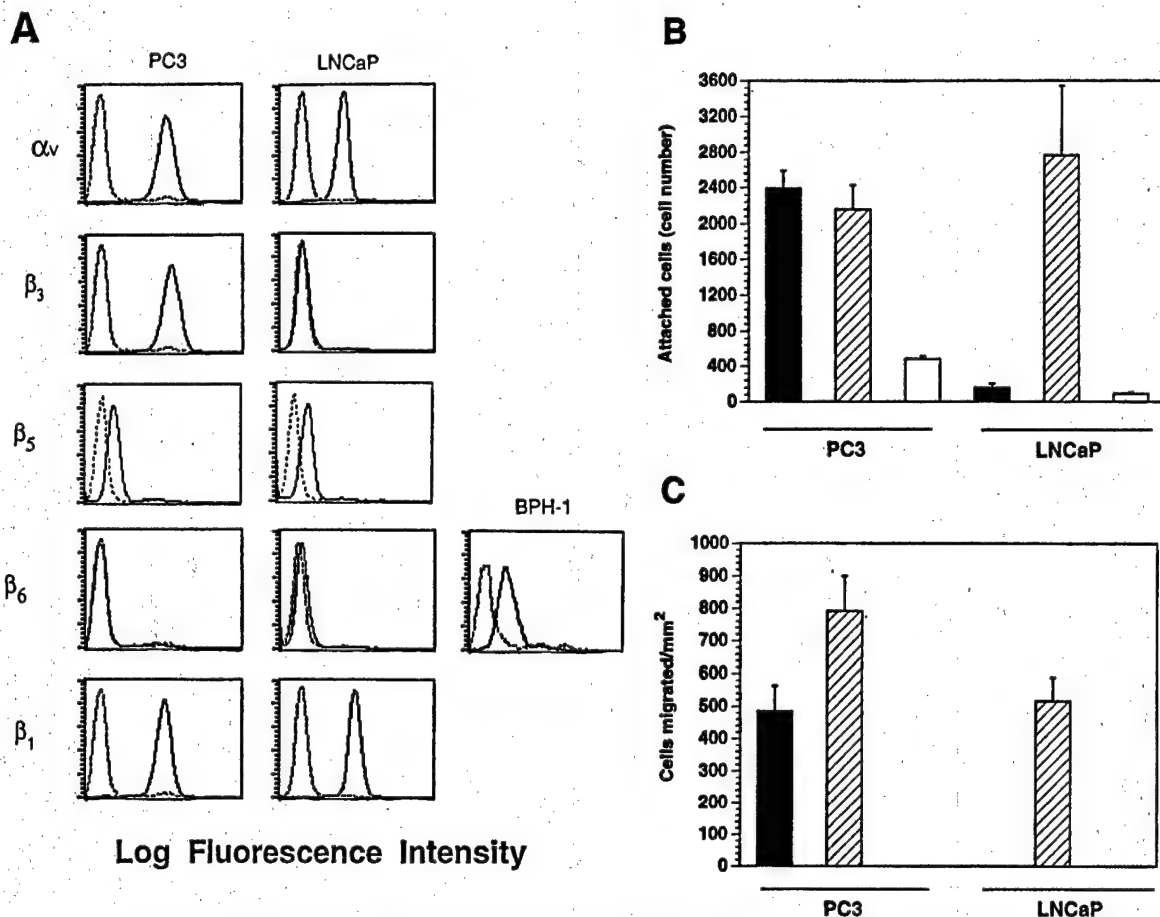 A
PC3 LNCaP
αv
β3
β5
β6
BPH-1
β1
Log Fluorescence Intensity
B
Attached cells (cell number)
3600
3200
2800
2400
2000
1600
1200
800
400
0
PC3 LNCaP
C
Cells migrated/mm²
1000
900
800
700
600
500
400
300
200
100
0
PC3 LNCaP